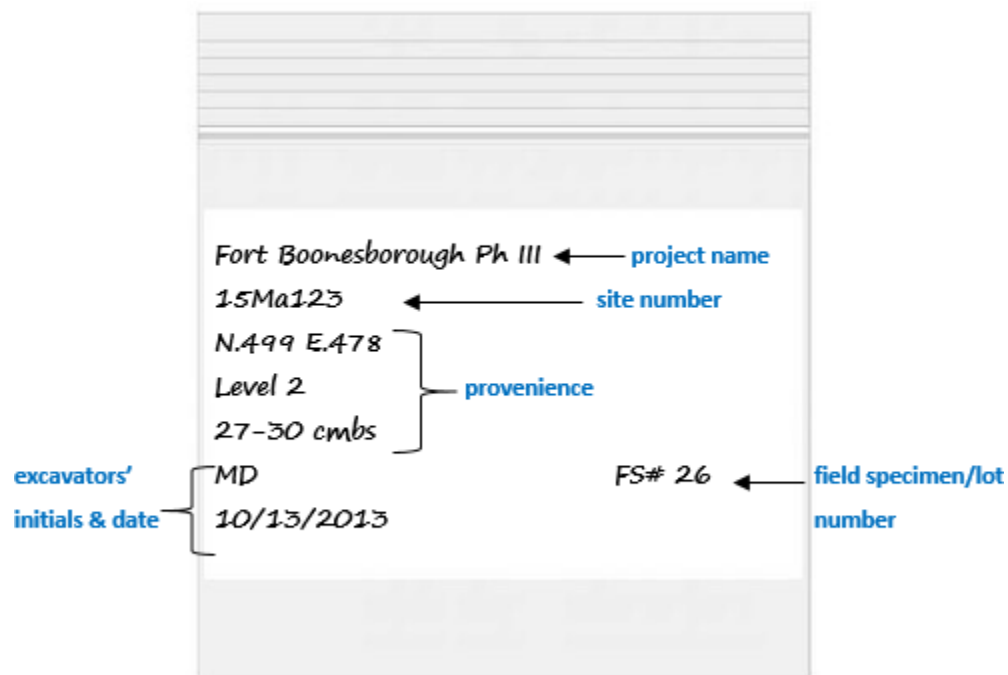 Fort Boonesborough Ph III project name
15Ma123 site number
N.499 E.478
Level 2 provenience
27-30 cmbs
excavators' MD FS# 26 field specimen/lot
initials & date 10/13/2013 number